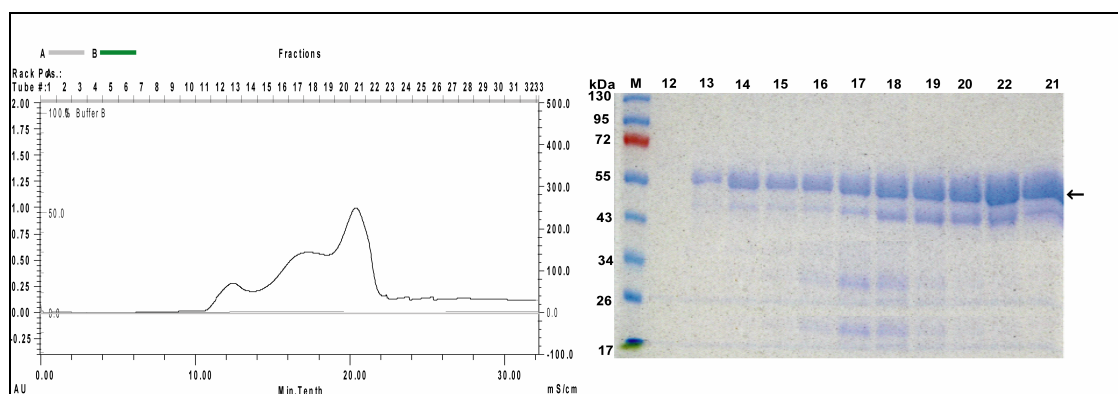 A B Fractions
Rack Pos.:
Tube #:1 2 3 4 5 6 7 8 9 10 11 12 13 14 15 16 17 18 19 20 21 22 23 24 25 26 27 28 29 30 31 32 33
2.00 100.0 % Buffer B 500.0
1.75
1.50 400.0
1.25 300.0
1.00 50.0
0.75 200.0
0.50 100.0
0.25
0.00 0.0 0.0
-0.25
-100.0
0.00 10.00 20.00 30.00
AU Min.Tenth mS/cm
kDa M 12 13 14 15 16 17 18 19 20 22 21
130
95
72
55
←
43
34
26
17